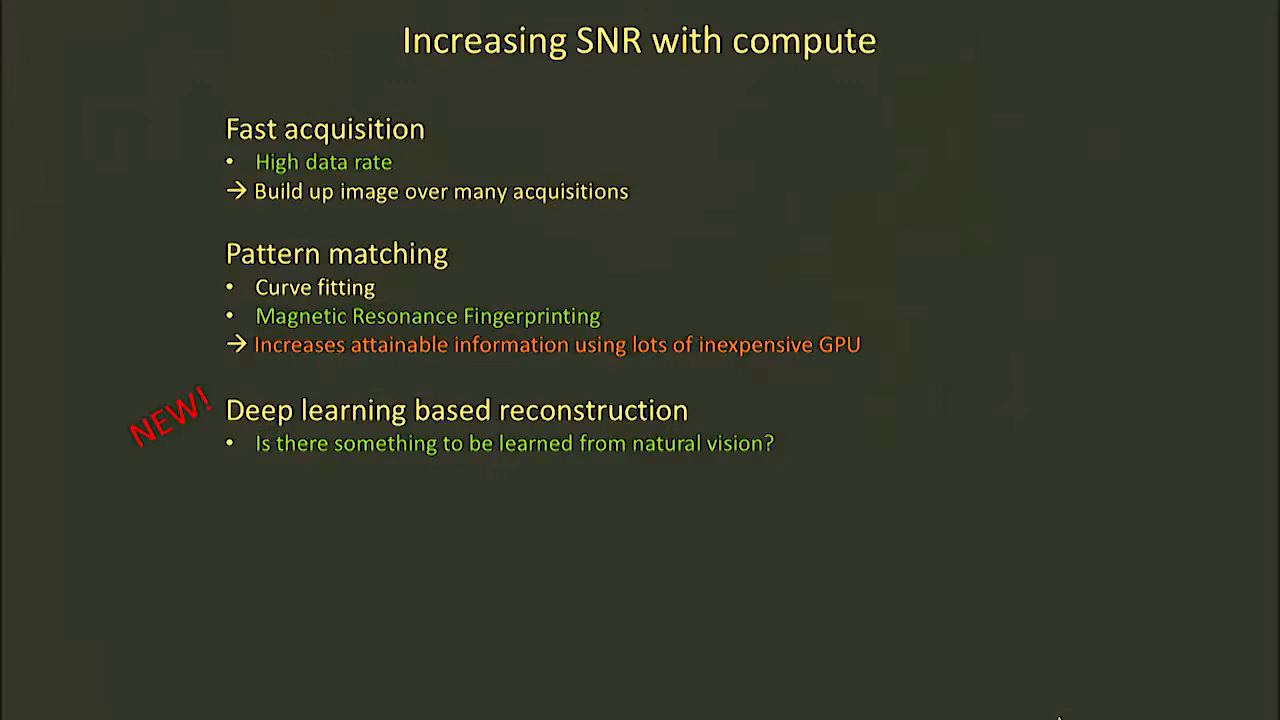 Increasing SNR with compute
Fast acquisition
• High data rate
→ Build up image over many acquisitions
Pattern matching
• Curve fitting
• Magnetic Resonance Fingerprinting
→ Increases attainable information using lots of inexpensive GPU
NEW!
Deep learning based reconstruction
• Is there something to be learned from natural vision?